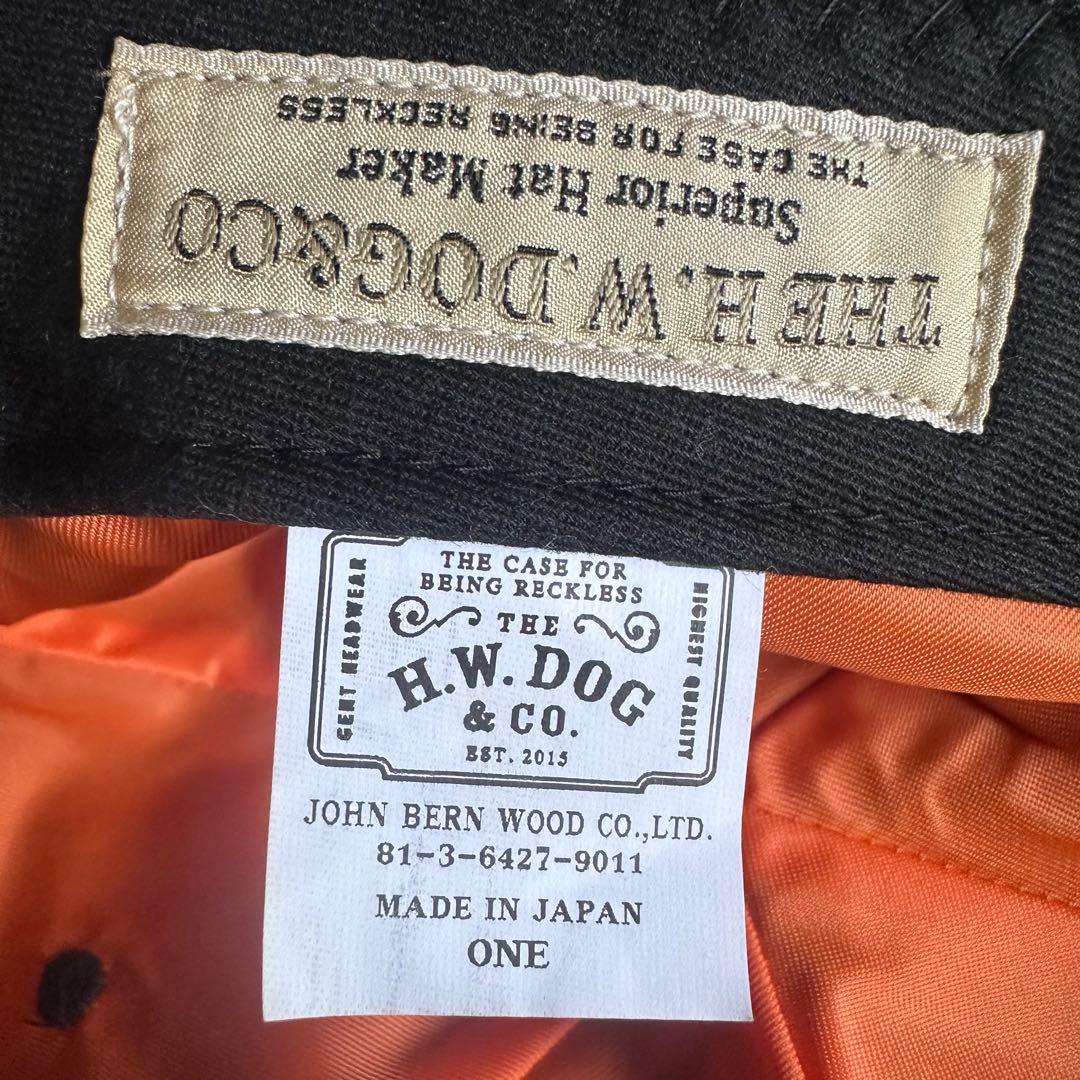 THE H.W.DOG&CO
Superior Hat Maker
THE CASE FOR BEING RECKLESS
THE CASE FOR
BEING RECKLESS
GENT HEADWEAR
THE
H.W.DOG
& CO.
EST. 2015
HIGHEST QUALITY
JOHN BERN WOOD CO.,LTD.
81-3-6427-9011
MADE IN JAPAN
ONE